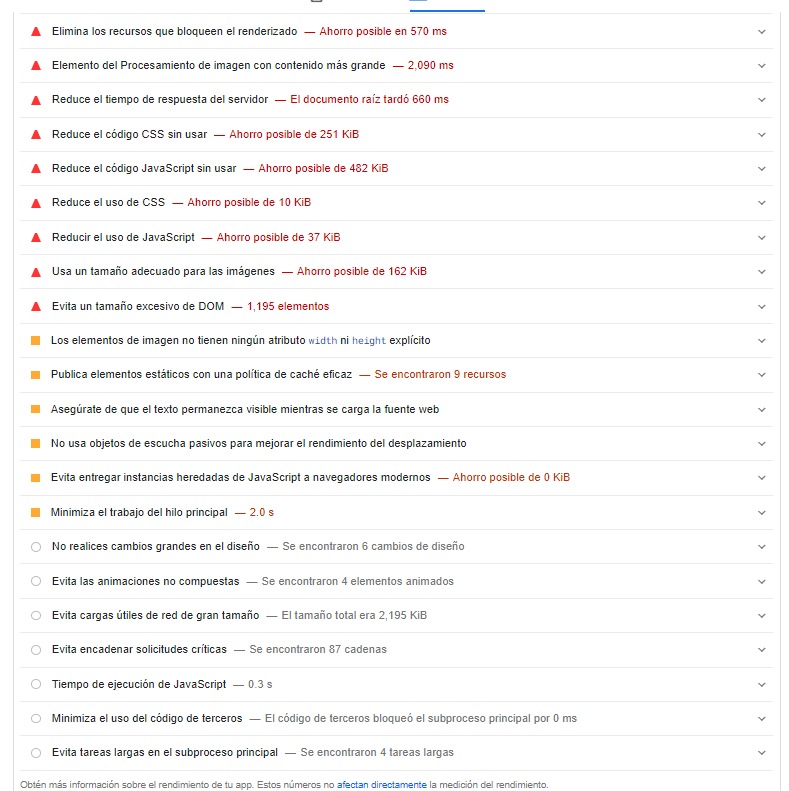 Elimina los recursos que bloqueen el renderizado — Ahorro posible en 570 ms
Elemento del Procesamiento de imagen con contenido más grande — 2,090 ms
Reduce el tiempo de respuesta del servidor — El documento raíz tardó 660 ms
Reduce el código CSS sin usar — Ahorro posible de 251 KiB
Reduce el código JavaScript sin usar — Ahorro posible de 482 KiB
Reduce el uso de CSS — Ahorro posible de 10 KiB
Reducir el uso de JavaScript — Ahorro posible de 37 KiB
Usa un tamaño adecuado para las imágenes — Ahorro posible de 162 KiB
Evita un tamaño excesivo de DOM — 1,195 elementos
Los elementos de imagen no tienen ningún atributo width ni height explícito
Publica elementos estáticos con una política de caché eficaz — Se encontraron 9 recursos
Asegúrate de que el texto permanezca visible mientras se carga la fuente web
No usa objetos de escucha pasivos para mejorar el rendimiento del desplazamiento
Evita entregar instancias heredadas de JavaScript a navegadores modernos — Ahorro posible de 0 KiB
Minimiza el trabajo del hilo principal — 2.0 s
No realices cambios grandes en el diseño — Se encontraron 6 cambios de diseño
Evita las animaciones no compuestas — Se encontraron 4 elementos animados
Evita cargas útiles de red de gran tamaño — El tamaño total era 2,195 KiB
Evita encadenar solicitudes críticas — Se encontraron 87 cadenas
Tiempo de ejecución de JavaScript — 0.3 s
Minimiza el uso del código de terceros — El código de terceros bloqueó el subproceso principal por 0 ms
Evita tareas largas en el subproceso principal — Se encontraron 4 tareas largas
Obtén más información sobre el rendimiento de tu app. Estos números no afectan directamente la medición del rendimiento.